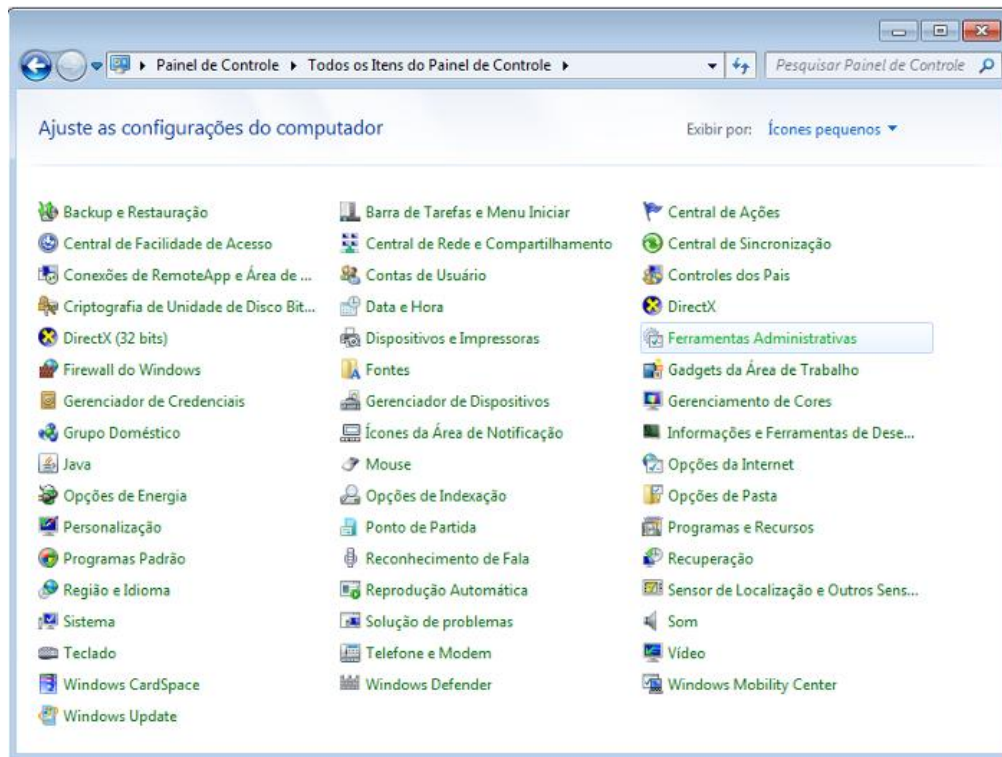 Painel de Controle Todos os Itens do Painel de Controle Pesquisar Painel de Controle
Ajuste as configurações do computador Exibir por: Ícones pequenos
Backup e Restauração Barra de Tarefas e Menu Iniciar Central de Ações
Central de Facilidade de Acesso Central de Rede e Compartilhamento Central de Sincronização
Conexões de RemoteApp e Área de ... Contas de Usuário Controles dos Pais
Criptografia de Unidade de Disco Bit... Data e Hora DirectX
DirectX (32 bits) Dispositivos e Impressoras Ferramentas Administrativas
Firewall do Windows Fontes Gadgets da Área de Trabalho
Gerenciador de Credenciais Gerenciador de Dispositivos Gerenciamento de Cores
Grupo Doméstico Ícones da Área de Notificação Informações e Ferramentas de Dese...
Java Mouse Opções da Internet
Opções de Energia Opções de Indexação Opções de Pasta
Personalização Ponto de Partida Programas e Recursos
Programas Padrão Reconhecimento de Fala Recuperação
Região e Idioma Reprodução Automática Sensor de Localização e Outros Sens...
Sistema Solução de problemas Som
Teclado Telefone e Modem Vídeo
Windows CardSpace Windows Defender Windows Mobility Center
Windows Update